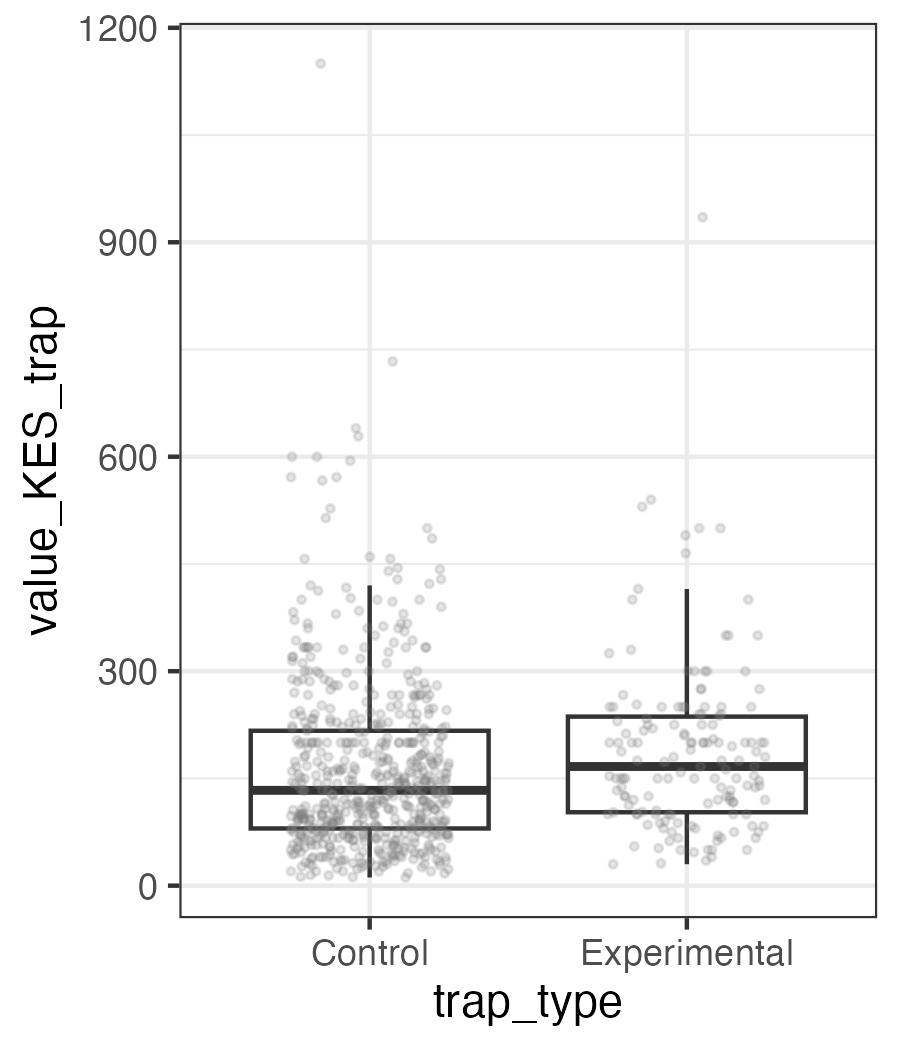 value_KES_trap
1200
900
600
300
0
Control
Experimental
trap_type